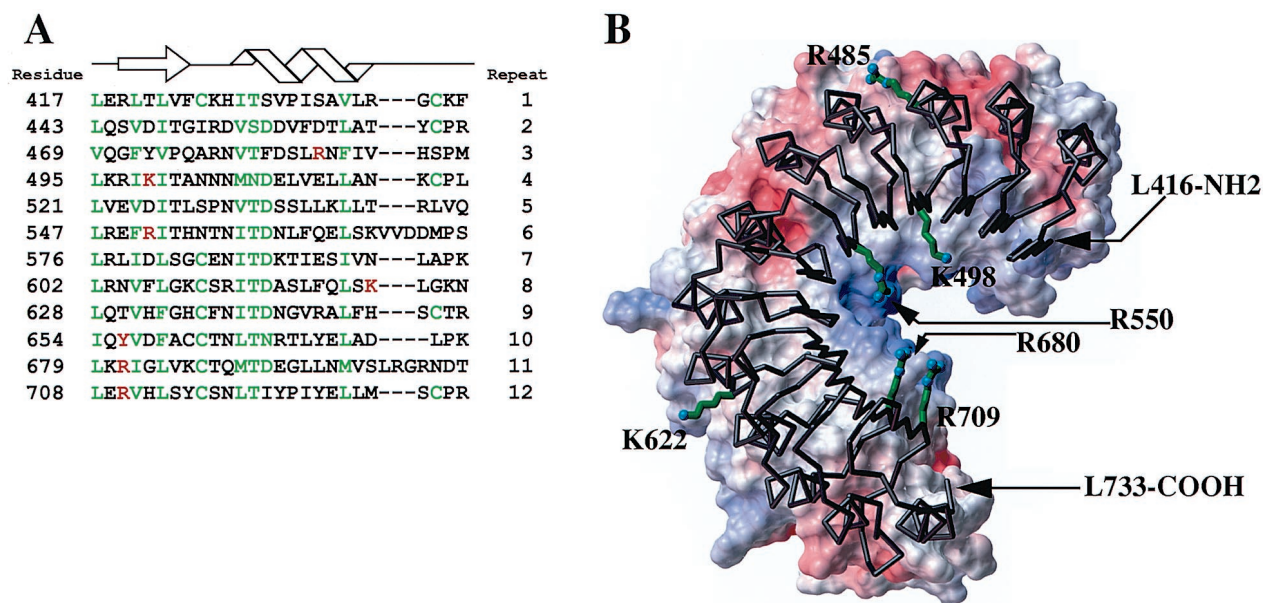 A
Residue
Repeat
417 LERLTLVFCKHITSVPISAVLR---GCKF 1
443 LQSVDITGIRDVSDDVFDTLAT---YCPR 2
469 VQGFYVPQARNVTFDSLRNFIV---HSPM 3
495 LKRIKITANNNMNDELVELLAN---KCPL 4
521 LVEVDITLSPNVTDSSLLKLLT---RLVQ 5
547 LREFRITHNTNITDNLFQELSKVVDDMPS 6
576 LRLIDLSGCENITDKTIESIVN---LAPK 7
602 LRNVFLGKCSRITDASLFQLSK---LGKN 8
628 LQTVHFGHCFNITDNGVRALFH---SCTR 9
654 IQYVDFACCTNLTNRTLYELAD----LPK 10
679 LKRIGLVKCTQMTDEGLLNMVSLRGRNDT 11
708 LERVHLSYCSNLTIYPIYELLM---SCPR 12
B
R485
L416-NH2
K498
R550
R680
R709
K622
L733-COOH